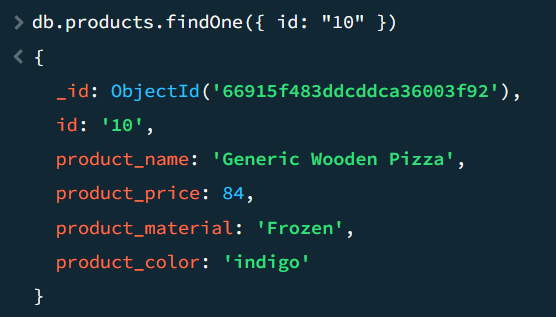 > db.products.findOne({ id: "10" })
< {
_id: ObjectId('66915f483ddcddca36003f92'),
id: '10',
product_name: 'Generic Wooden Pizza',
product_price: 84,
product_material: 'Frozen',
product_color: 'indigo'
}